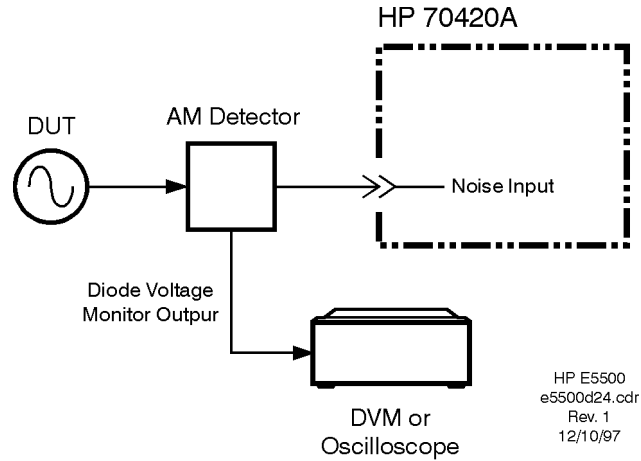 HP 70420A
DUT
AM Detector
Noise Input
Diode Voltage
Monitor Outpur
DVM or
Oscilloscope
HP E5500
e5500d24.cdr
Rev. 1
12/10/97